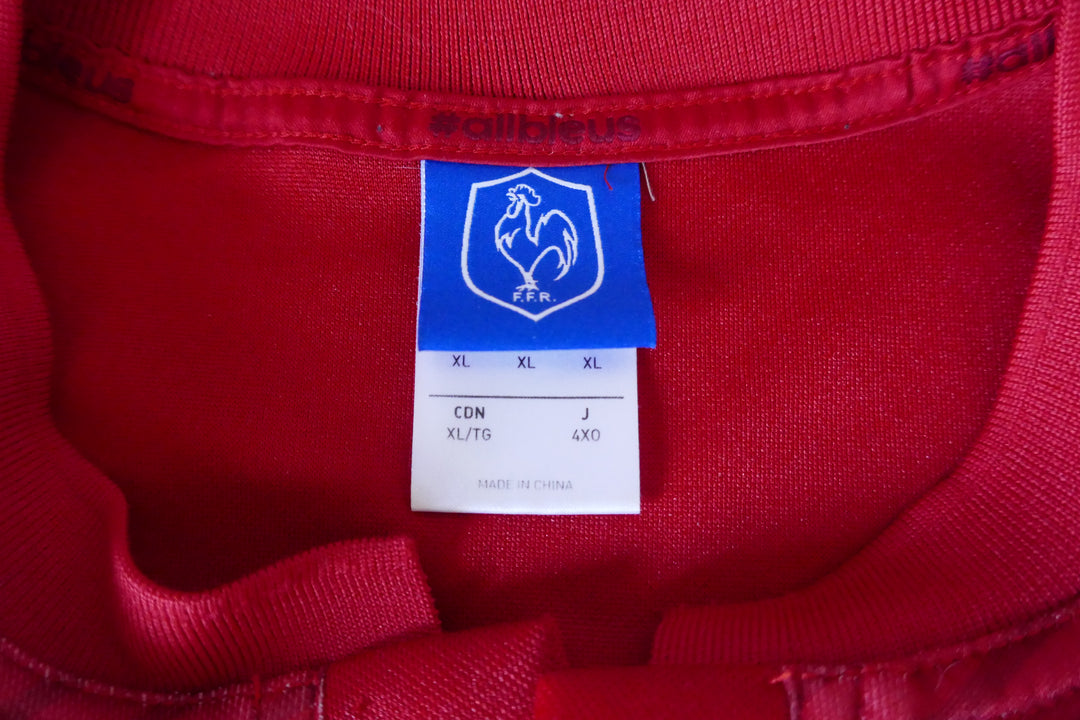 #allbleus
F.F.R.
XL XL XL
CDN J
XL/TG 4XO
MADE IN CHINA